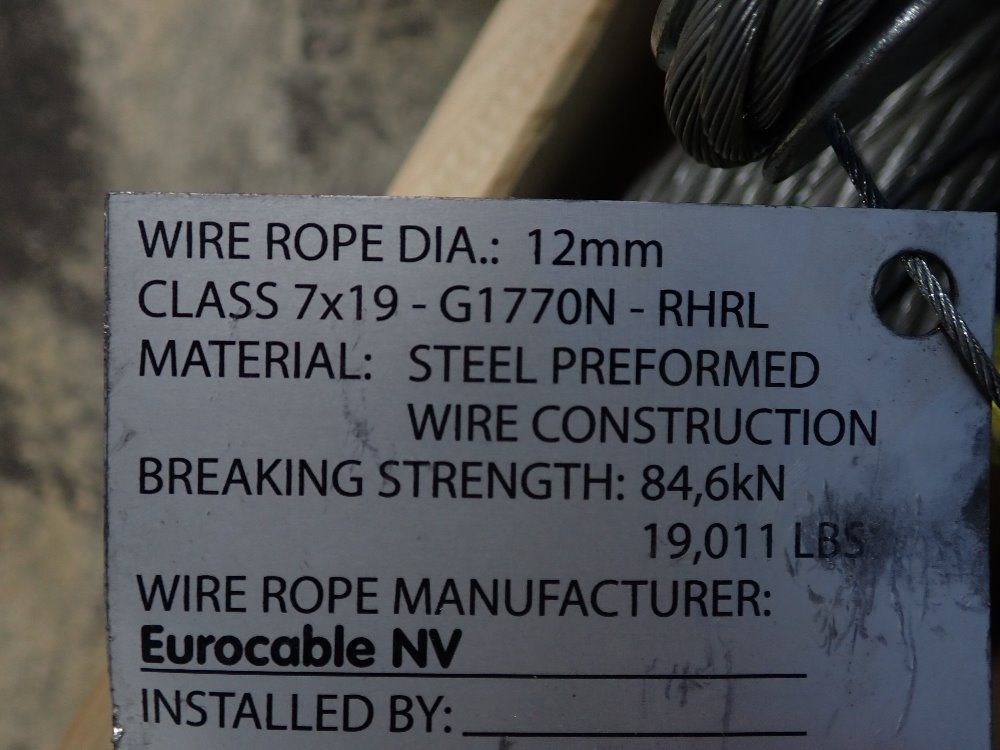 WIRE ROPE DIA.: 12mm
CLASS 7x19 - G1770N - RHRL
MATERIAL: STEEL PREFORMED
WIRE CONSTRUCTION
BREAKING STRENGTH: 84,6kN
19,011 LBS
WIRE ROPE MANUFACTURER:
Eurocable NV
INSTALLED BY: